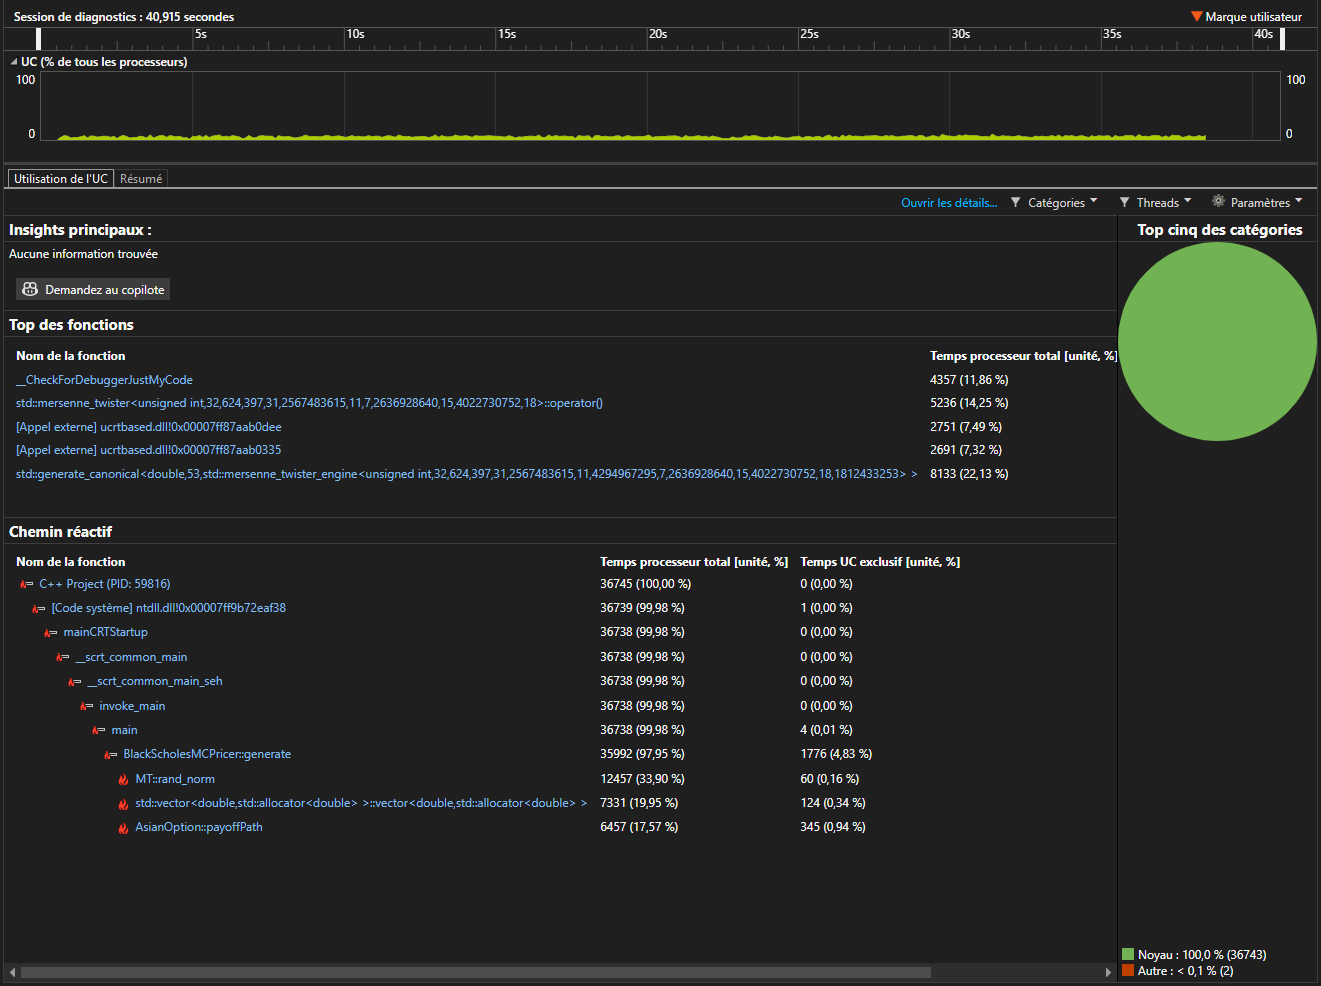 Session de diagnostics : 40,915 secondes
Marque utilisateur
5s 10s 15s 20s 25s 30s 35s 40s
UC (% de tous les processeurs)
100 100
0 0
Utilisation de l'UC Résumé
Ouvrir les détails... Catégories Threads Paramètres
Insights principaux :
Top cinq des catégories
Aucune information trouvée
Demandez au copilote
Top des fonctions
Nom de la fonction Temps processeur total [unité, %]
__CheckForDebuggerJustMyCode 4357 (11,86 %)
std::mersenne_twister<unsigned int,32,624,397,31,2567483615,11,7,2636928640,15,4022730752,18>::operator() 5236 (14,25 %)
[Appel externe] ucrtbased.dll!0x00007ff87aab0dee 2751 (7,49 %)
[Appel externe] ucrtbased.dll!0x00007ff87aab0335 2691 (7,32 %)
std::generate_canonical<double,53,std::mersenne_twister_engine<unsigned int,32,624,397,31,2567483615,11,4294967295,7,2636928640,15,4022730752,18,1812433253> > 8133 (22,13 %)
Chemin réactif
Nom de la fonction Temps processeur total [unité, %] Temps UC exclusif [unité, %]
C++ Project (PID: 59816) 36745 (100,00 %) 0 (0,00 %)
[Code système] ntdll.dll!0x00007ff9b72eaf38 36739 (99,98 %) 1 (0,00 %)
mainCRTStartup 36738 (99,98 %) 0 (0,00 %)
__scrt_common_main 36738 (99,98 %) 0 (0,00 %)
__scrt_common_main_seh 36738 (99,98 %) 0 (0,00 %)
invoke_main 36738 (99,98 %) 0 (0,00 %)
main 36738 (99,98 %) 4 (0,01 %)
BlackScholesMCPricer::generate 35992 (97,95 %) 1776 (4,83 %)
MT::rand_norm 12457 (33,90 %) 60 (0,16 %)
std::vector<double,std::allocator<double> >::vector<double,std::allocator<double> > 7331 (19,95 %) 124 (0,34 %)
AsianOption::payoffPath 6457 (17,57 %) 345 (0,94 %)
Noyau : 100,0 % (36743)
Autre : < 0,1 % (2)